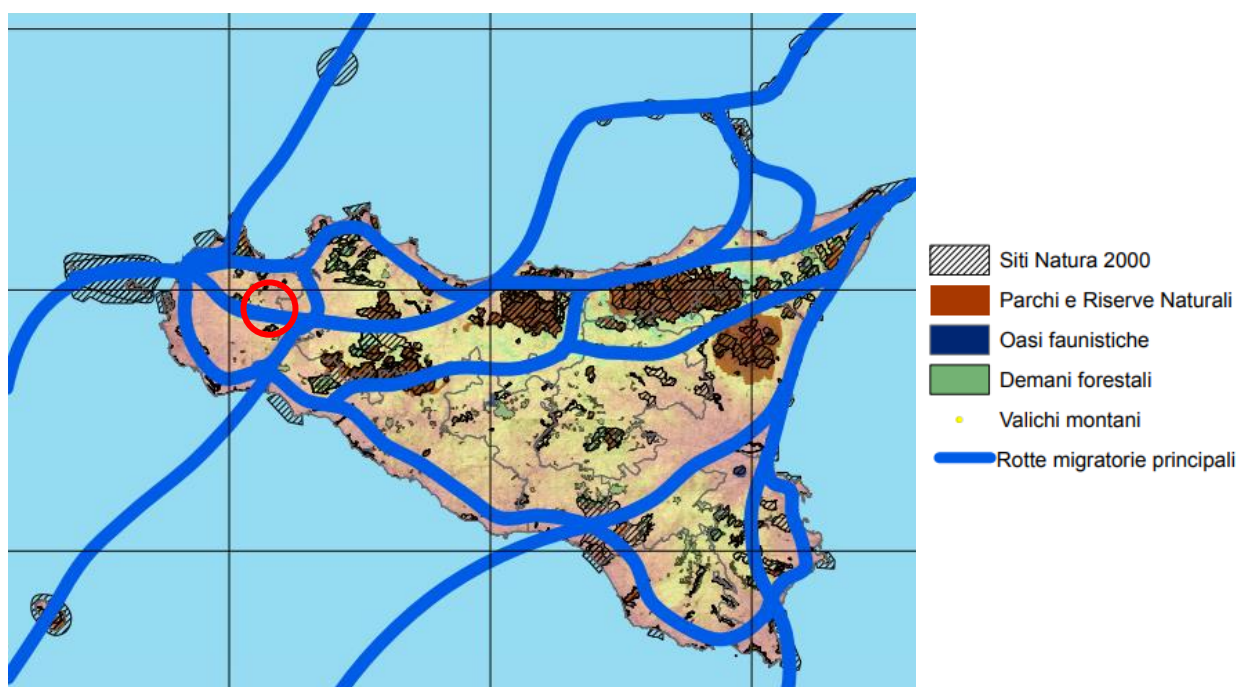 Siti Natura 2000
Parchi e Riserve Naturali
Oasi faunistiche
Demani forestali
Valichi montani
Rotte migratorie principali